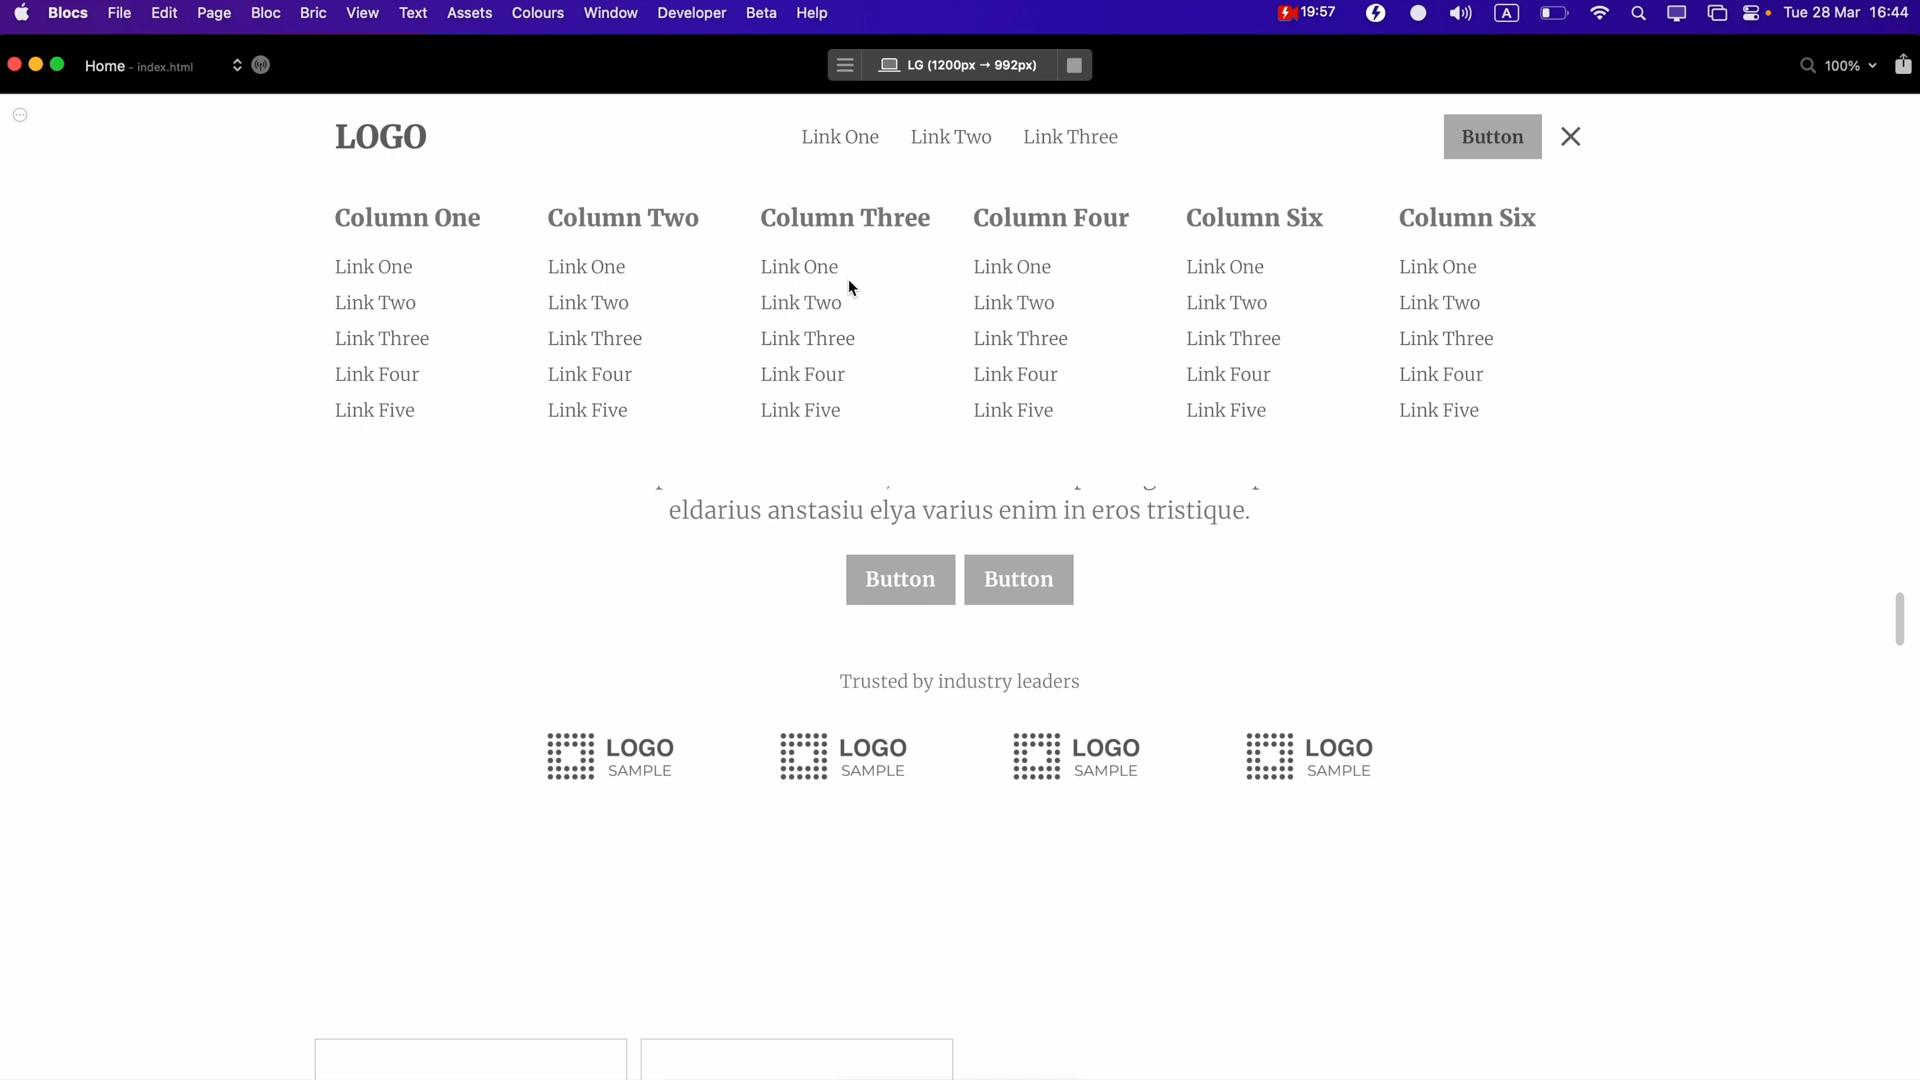 Blocs File Edit Page Bloc Bric View Text Assets Colours Window Developer Beta Help 19:57 A Tue 28 Mar 16:44
Home - index.html LG (1200px → 992px) 100%
LOGO Link One Link Two Link Three Button
Column One Column Two Column Three Column Four Column Six Column Six
Link One Link One Link One Link One Link One Link One
Link Two Link Two Link Two Link Two Link Two Link Two
Link Three Link Three Link Three Link Three Link Three Link Three
Link Four Link Four Link Four Link Four Link Four Link Four
Link Five Link Five Link Five Link Five Link Five Link Five
eldarius anstasiu elya varius enim in eros tristique.
Button Button
Trusted by industry leaders
LOGO LOGO LOGO LOGO
SAMPLE SAMPLE SAMPLE SAMPLE